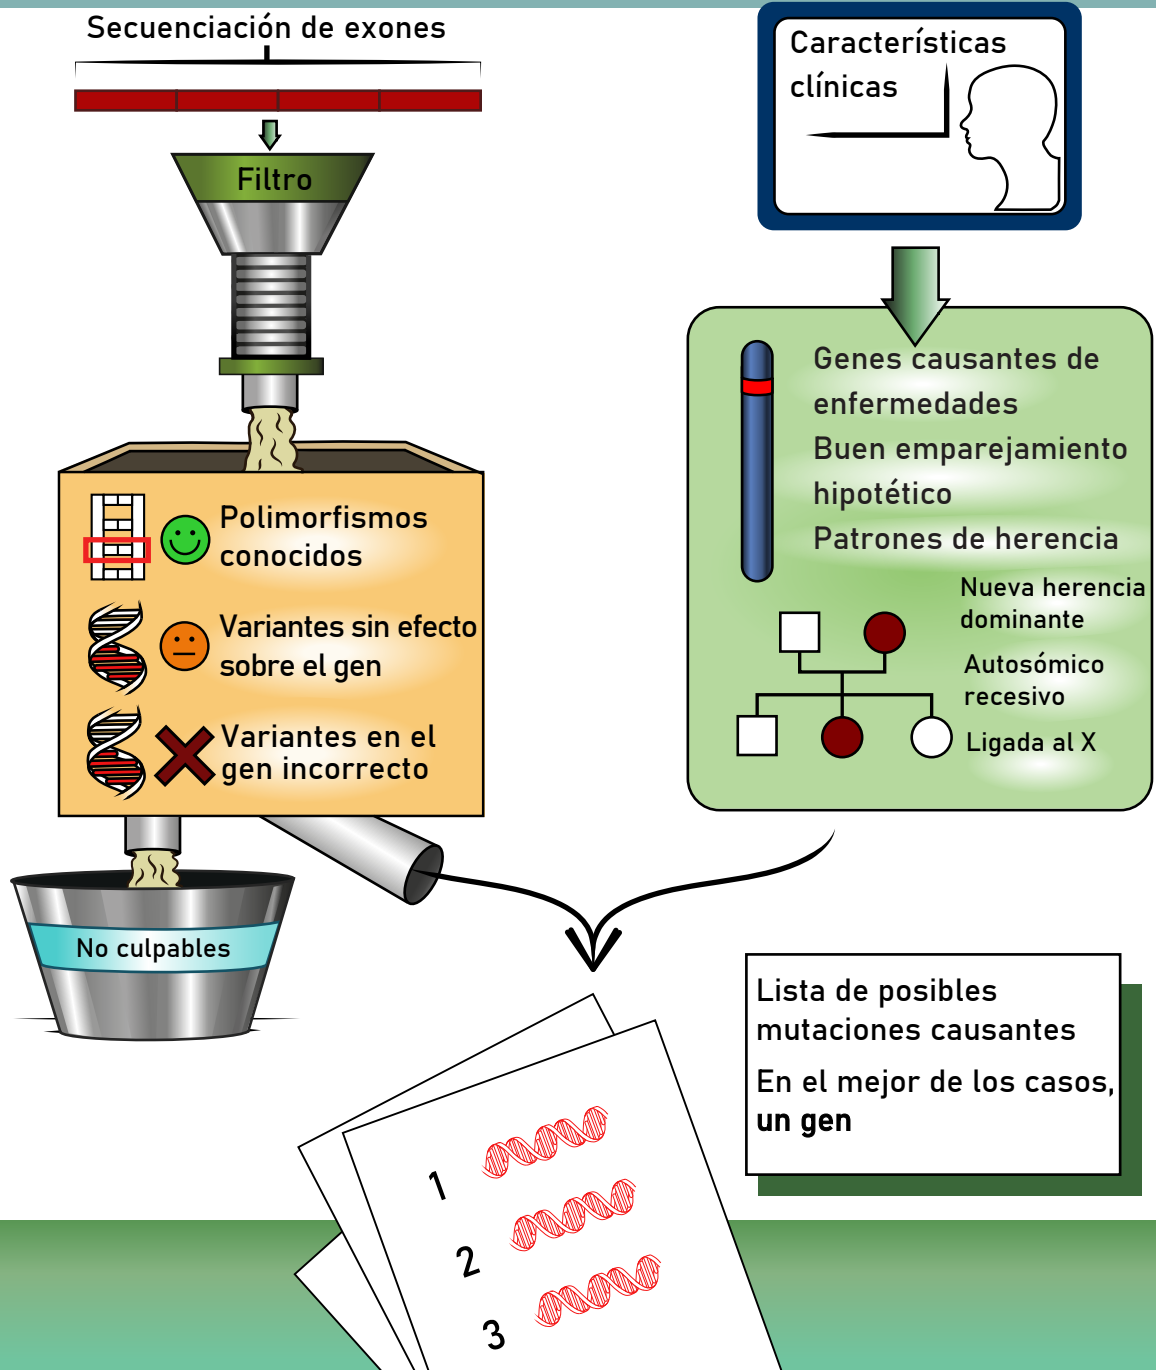 Secuenciación de exones
Filtro
Polimorfismos
conocidos
Variantes sin efecto
sobre el gen
Variantes en el
gen incorrecto
No culpables
Características
clínicas
Genes causantes de
enfermedades
Buen emparejamiento
hipotético
Patrones de herencia
Nueva herencia
dominante
Autosómico
recesivo
Ligada al X
Lista de posibles
mutaciones causantes
En el mejor de los casos,
un gen
1
2
3